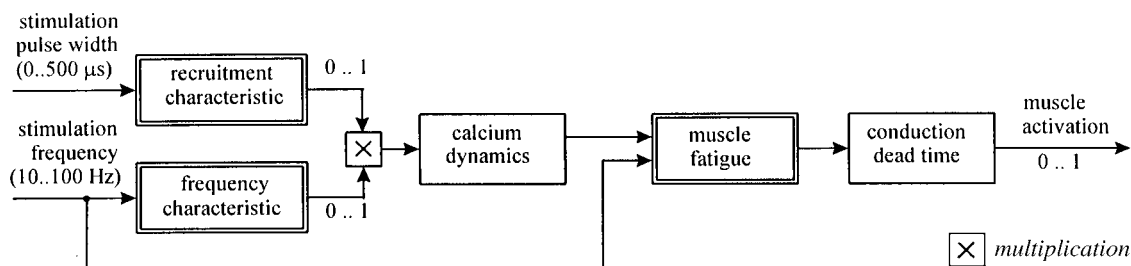 stimulation
pulse width
(0..500 µs)
recruitment
characteristic
0 .. 1
stimulation
frequency
(10..100 Hz)
frequency
characteristic
0 .. 1
×
calcium
dynamics
muscle
fatigue
conduction
dead time
muscle
activation
0 .. 1
× multiplication